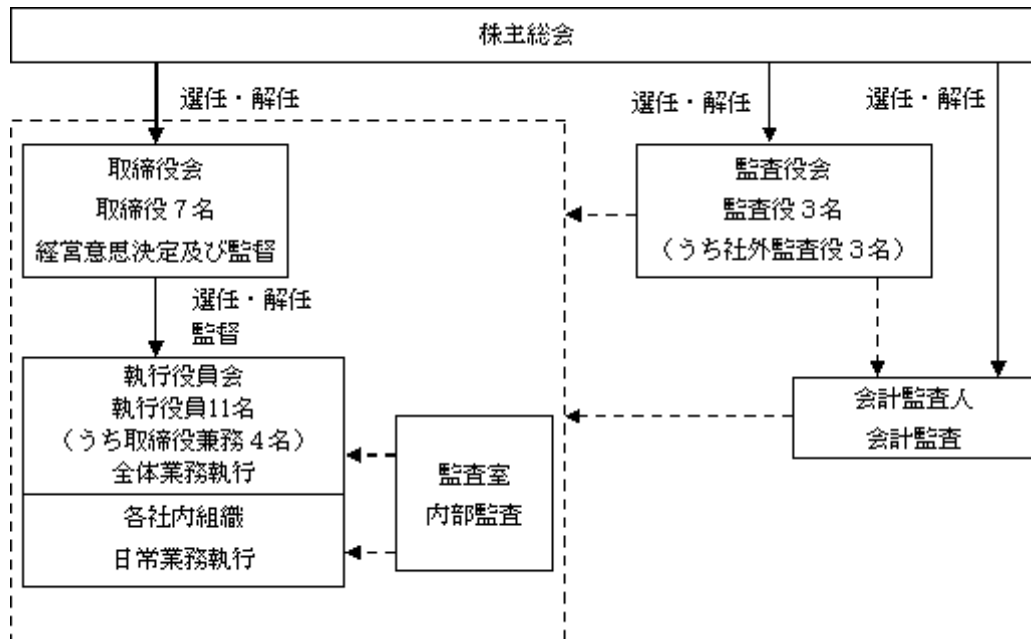 株主総会
選任・解任
選任・解任
選任・解任
取締役会
取締役７名
経営意思決定及び監督
監査役会
監査役３名
（うち社外監査役３名）
選任・解任
監督
執行役員会
執行役員11名
（うち取締役兼務４名）
全体業務執行
各社内組織
日常業務執行
監査室
内部監査
会計監査人
会計監査